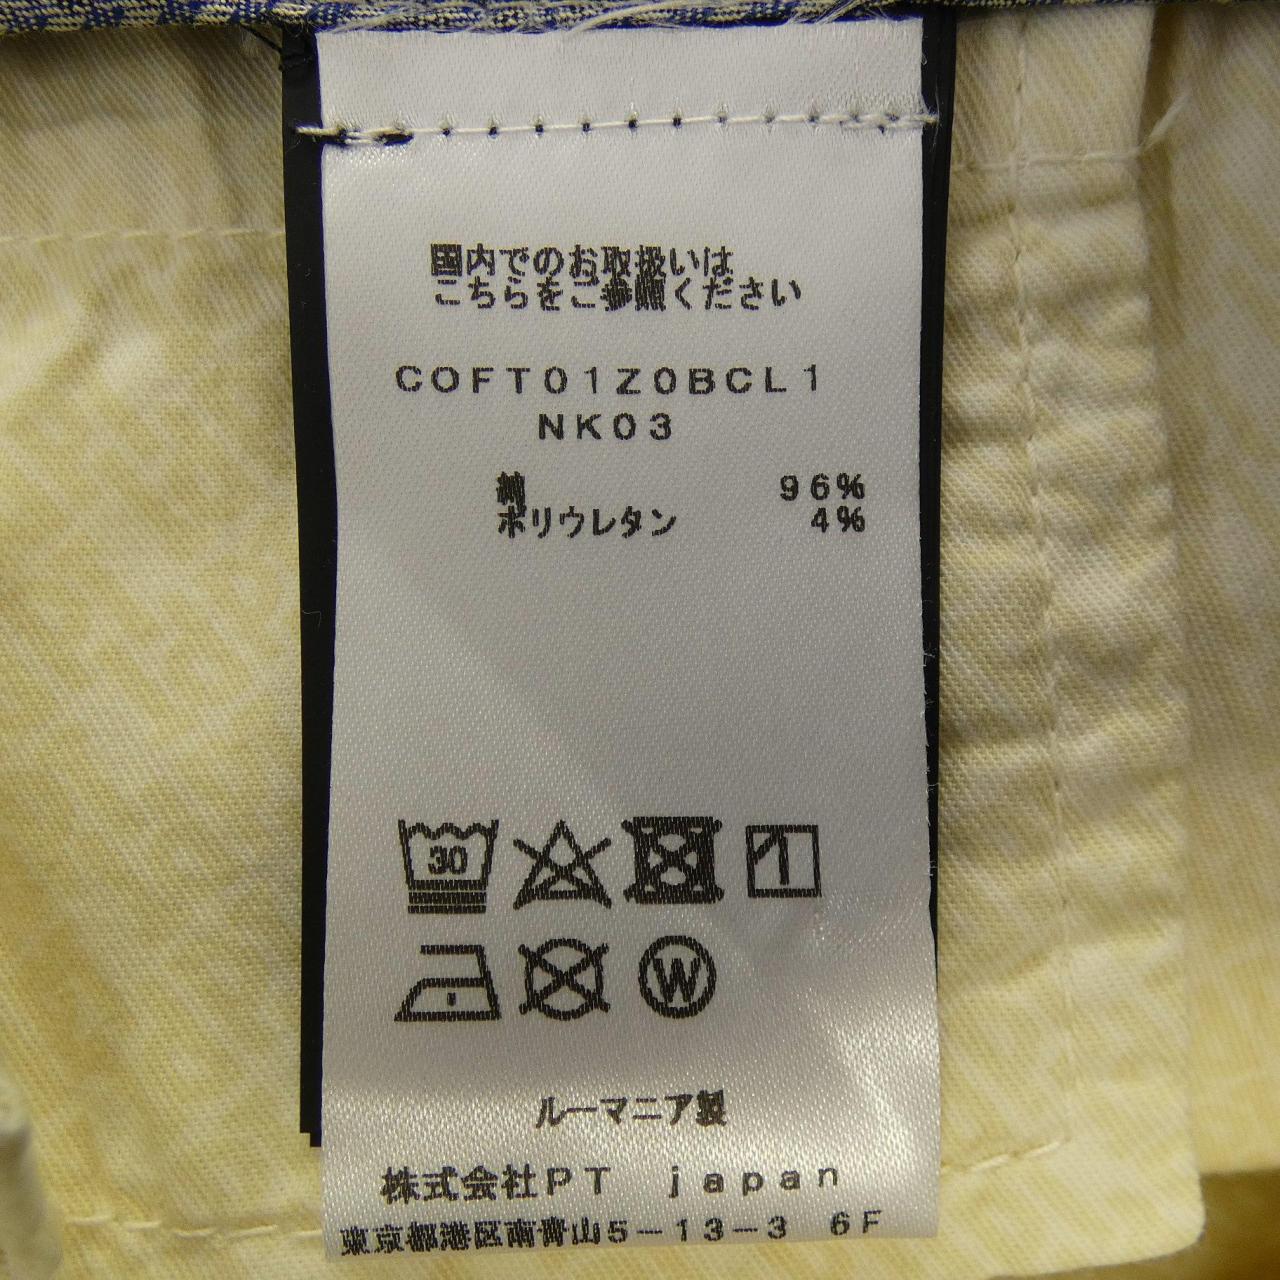 国内でのお取扱いは
こちらをご参照ください
COFT01Z0BCL1
NK03
綿 96%
ポリウレタン 4%
30
W
ルーマニア製
株式会社PT japan
東京都港区南青山5-13-3 6F